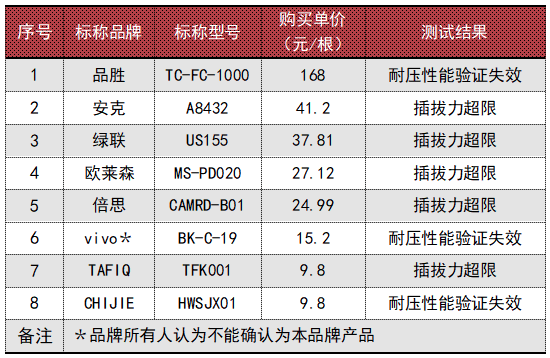 序号 标称品牌 标称型号 购买单价（元/根） 测试结果
1 品胜 TC-FC-1000 168 耐压性能验证失效
2 安克 A8432 41.2 插拔力超限
3 绿联 US155 37.81 插拔力超限
4 欧莱森 MS-PD020 27.12 插拔力超限
5 倍思 CAMRD-B01 24.99 插拔力超限
6 vivo＊ BK-C-19 15.2 耐压性能验证失效
7 TAFIQ TFK001 9.8 插拔力超限
8 CHIJIE HWSJX01 9.8 耐压性能验证失效
备注 ＊品牌所有人认为不能确认为本品牌产品